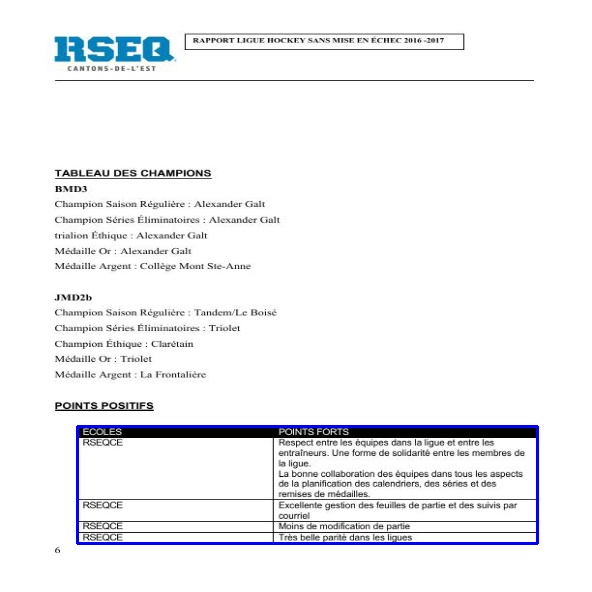 RSEQ
CANTONS-DE-L'EST
RAPPORT LIGUE HOCKEY SANS MISE EN ÉCHEC 2016 -2017
TABLEAU DES CHAMPIONS
BMD3
Champion Saison Régulière : Alexander Galt
Champion Séries Éliminatoires : Alexander Galt
trialion Éthique : Alexander Galt
Médaille Or : Alexander Galt
Médaille Argent : Collège Mont Ste-Anne
JMD2b
Champion Saison Régulière : Tandem/Le Boisé
Champion Séries Éliminatoires : Triolet
Champion Éthique : Clarétain
Médaille Or : Triolet
Médaille Argent : La Frontalière
POINTS POSITIFS
ECOLES POINTS FORTS
RSEQCE Respect entre les équipes dans la ligue et entre les
entraîneurs. Une forme de solidarité entre les membres de
la ligue.
La bonne collaboration des équipes dans tous les aspects
de la planification des calendriers, des séries et des
remises de médailles.
RSEQCE Excellente gestion des feuilles de partie et des suivis par
courriel
RSEQCE Moins de modification de partie
RSEQCE Très belle parité dans les ligues
6